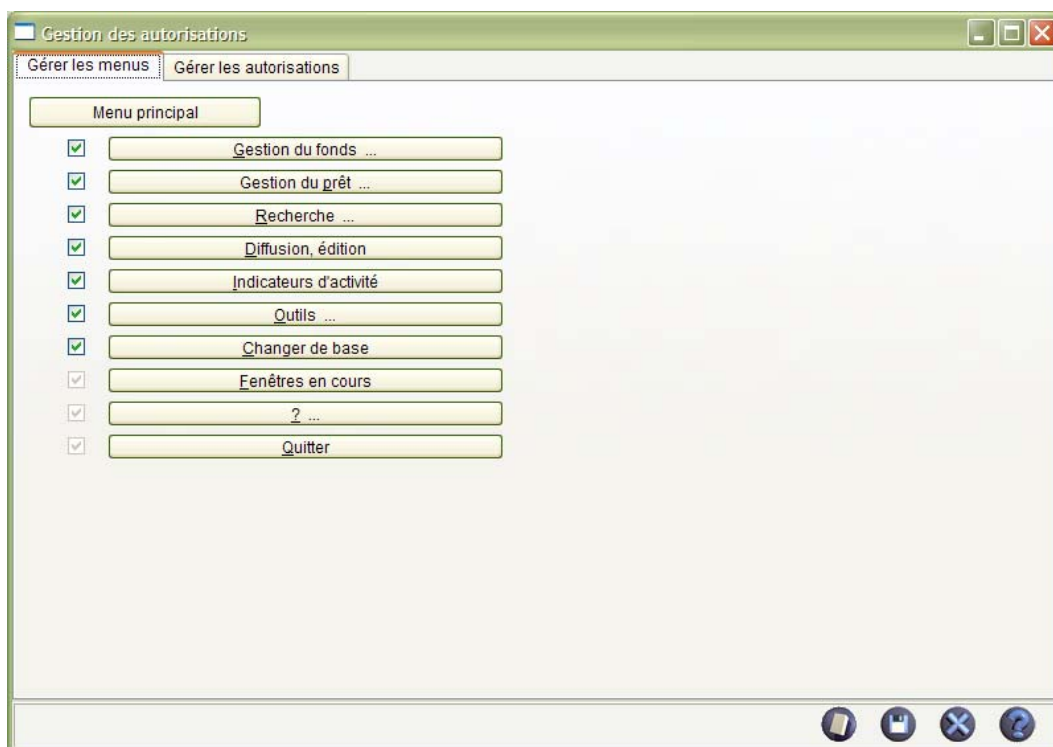 Gestion des autorisations
Gérer les menus Gérer les autorisations
Menu principal
Gestion du fonds ...
Gestion du prêt ...
Recherche ...
Diffusion, édition
Indicateurs d'activité
Outils ...
Changer de base
Fenêtres en cours
? ...
Quitter